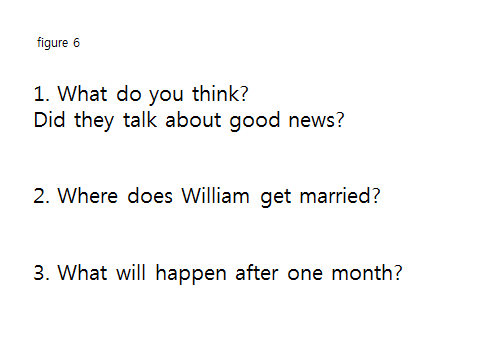 figure 6
1. What do you think?
Did they talk about good news?
2. Where does William get married?
3. What will happen after one month?